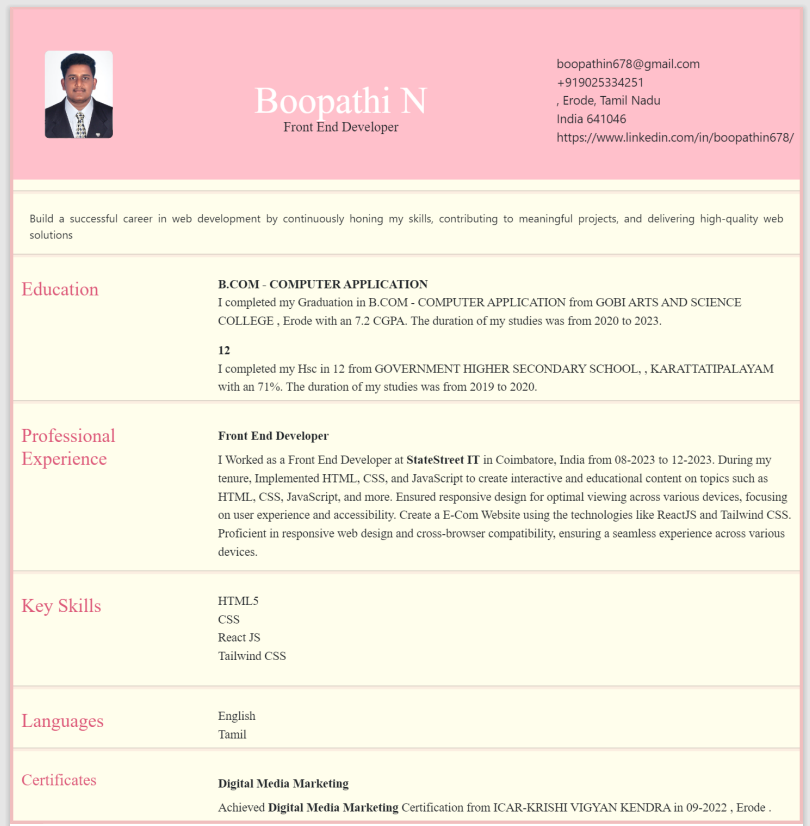 Boopathi N
Front End Developer
boopathin678@gmail.com
+919025334251
, Erode, Tamil Nadu
India 641046
https://www.linkedin.com/in/boopathin678/
Build a successful career in web development by continuously honing my skills, contributing to meaningful projects, and delivering high-quality web
solutions
Education
B.COM - COMPUTER APPLICATION
I completed my Graduation in B.COM - COMPUTER APPLICATION from GOBI ARTS AND SCIENCE
COLLEGE , Erode with an 7.2 CGPA. The duration of my studies was from 2020 to 2023.
12
I completed my Hsc in 12 from GOVERNMENT HIGHER SECONDARY SCHOOL, , KARATTATIPALAYAM
with an 71%. The duration of my studies was from 2019 to 2020.
Professional
Experience
Front End Developer
I Worked as a Front End Developer at StateStreet IT in Coimbatore, India from 08-2023 to 12-2023. During my
tenure, Implemented HTML, CSS, and JavaScript to create interactive and educational content on topics such as
HTML, CSS, JavaScript, and more. Ensured responsive design for optimal viewing across various devices, focusing
on user experience and accessibility. Create a E-Com Website using the technologies like ReactJS and Tailwind CSS.
Proficient in responsive web design and cross-browser compatibility, ensuring a seamless experience across various
devices.
Key Skills
HTML5
CSS
React JS
Tailwind CSS
Languages
English
Tamil
Certificates
Digital Media Marketing
Achieved Digital Media Marketing Certification from ICAR-KRISHI VIGYAN KENDRA in 09-2022 , Erode .